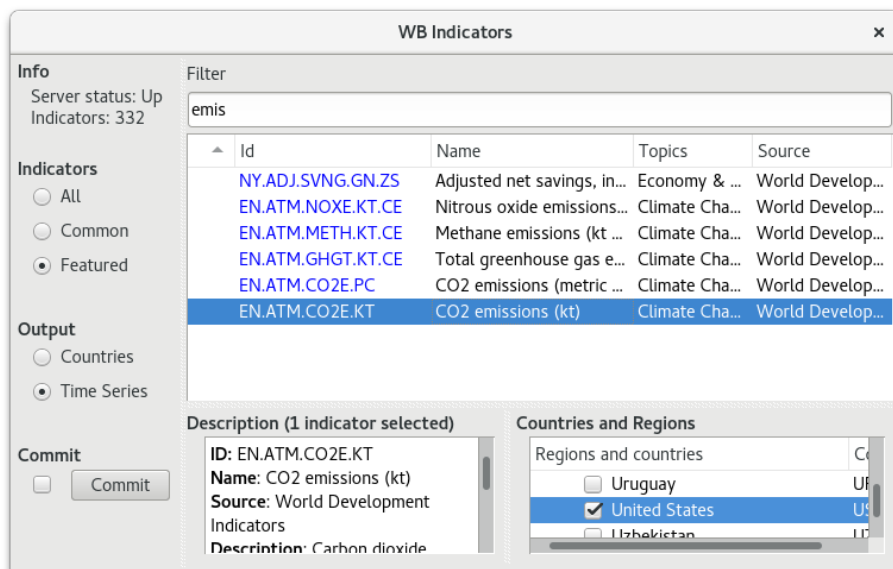 WB Indicators
Info
Server status: Up
Indicators: 332
Indicators
All
Common
Featured
Output
Countries
Time Series
Commit
Commit
Filter
emis
Id Name Topics Source
NY.ADJ.SVNG.GN.ZS Adjusted net savings, in... Economy & ... World Develop...
EN.ATM.NOXE.KT.CE Nitrous oxide emissions... Climate Cha... World Develop...
EN.ATM.METH.KT.CE Methane emissions (kt ... Climate Cha... World Develop...
EN.ATM.GHGT.KT.CE Total greenhouse gas e... Climate Cha... World Develop...
EN.ATM.CO2E.PC CO2 emissions (metric ... Climate Cha... World Develop...
EN.ATM.CO2E.KT CO2 emissions (kt) Climate Cha... World Develop...
Description (1 indicator selected)
ID: EN.ATM.CO2E.KT
Name: CO2 emissions (kt)
Source: World Development
Indicators
Description: Carbon dioxide
Countries and Regions
Regions and countries
Uruguay
United States
Uzbekistan